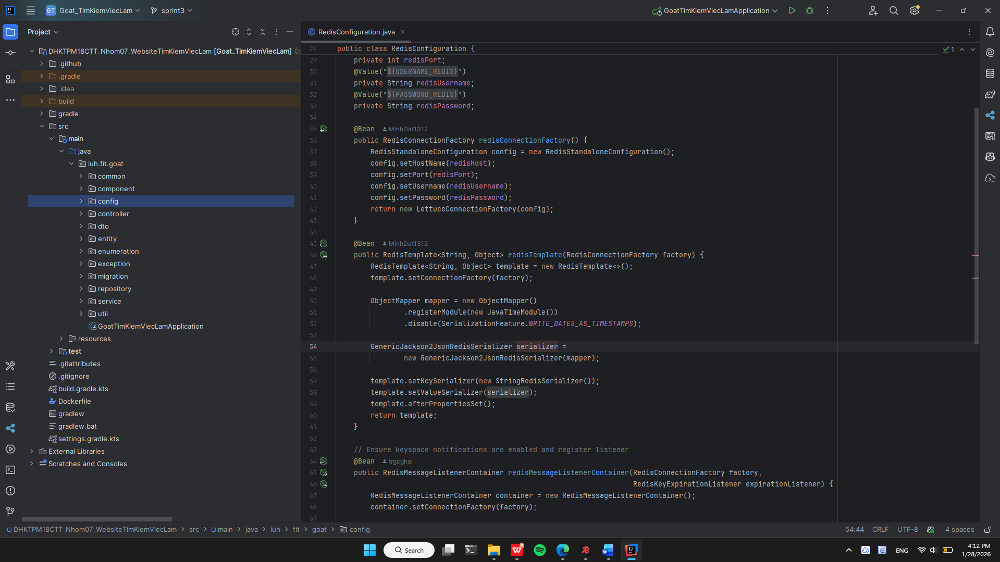 GT Goat_TimKiemViecLam sprint3 GoatTimKiemViecLamApplication
Project
RedisConfiguration.java
DHKTPM18CTT_Nhom07_WebsiteTimKiemViecLam [Goat_TimKiemViecLam]
.github
.gradle
.idea
build
gradle
src
main
java
iuh.fit.goat
common
component
config
controller
dto
entity
enumeration
exception
migration
repository
service
util
GoatTimKiemViecLamApplication
resources
test
.gitattributes
.gitignore
build.gradle.kts
Dockerfile
gradlew
gradlew.bat
settings.gradle.kts
External Libraries
Scratches and Consoles
24 public class RedisConfiguration {
1
29 private int redisPort;
30 @Value("${USERNAME_REDIS}")
31 private String redisUsername;
32 @Value("${PASSWORD_REDIS}")
33 private String redisPassword;
34
35 @Bean MinhDat1312
36 public RedisConnectionFactory redisConnectionFactory() {
37 RedisStandaloneConfiguration config = new RedisStandaloneConfiguration();
38 config.setHostName(redisHost);
39 config.setPort(redisPort);
40 config.setUsername(redisUsername);
41 config.setPassword(redisPassword);
42 return new LettuceConnectionFactory(config);
43 }
44
45 @Bean MinhDat1312
46 public RedisTemplate<String, Object> redisTemplate(RedisConnectionFactory factory) {
47 RedisTemplate<String, Object> template = new RedisTemplate<>();
48 template.setConnectionFactory(factory);
49
50 ObjectMapper mapper = new ObjectMapper()
51 .registerModule(new JavaTimeModule())
52 .disable(SerializationFeature.WRITE_DATES_AS_TIMESTAMPS);
53
54 GenericJackson2JsonRedisSerializer serializer =
55 new GenericJackson2JsonRedisSerializer(mapper);
56
57 template.setKeySerializer(new StringRedisSerializer());
58 template.setValueSerializer(serializer);
59 template.afterPropertiesSet();
60 return template;
61 }
62
63 // Ensure keyspace notifications are enabled and register listener
64 @Bean trgcghai
65 public RedisMessageListenerContainer redisMessageListenerContainer(RedisConnectionFactory factory,
66 RedisKeyExpirationListener expirationListener) {
67 RedisMessageListenerContainer container = new RedisMessageListenerContainer();
68 container.setConnectionFactory(factory);
69
DHKTPM18CTT_Nhom07_WebsiteTimKiemViecLam > src > main > java > iuh > fit > goat > config
54:44 CRLF UTF-8 4 spaces
Search
ENG
4:12 PM
1/28/2026